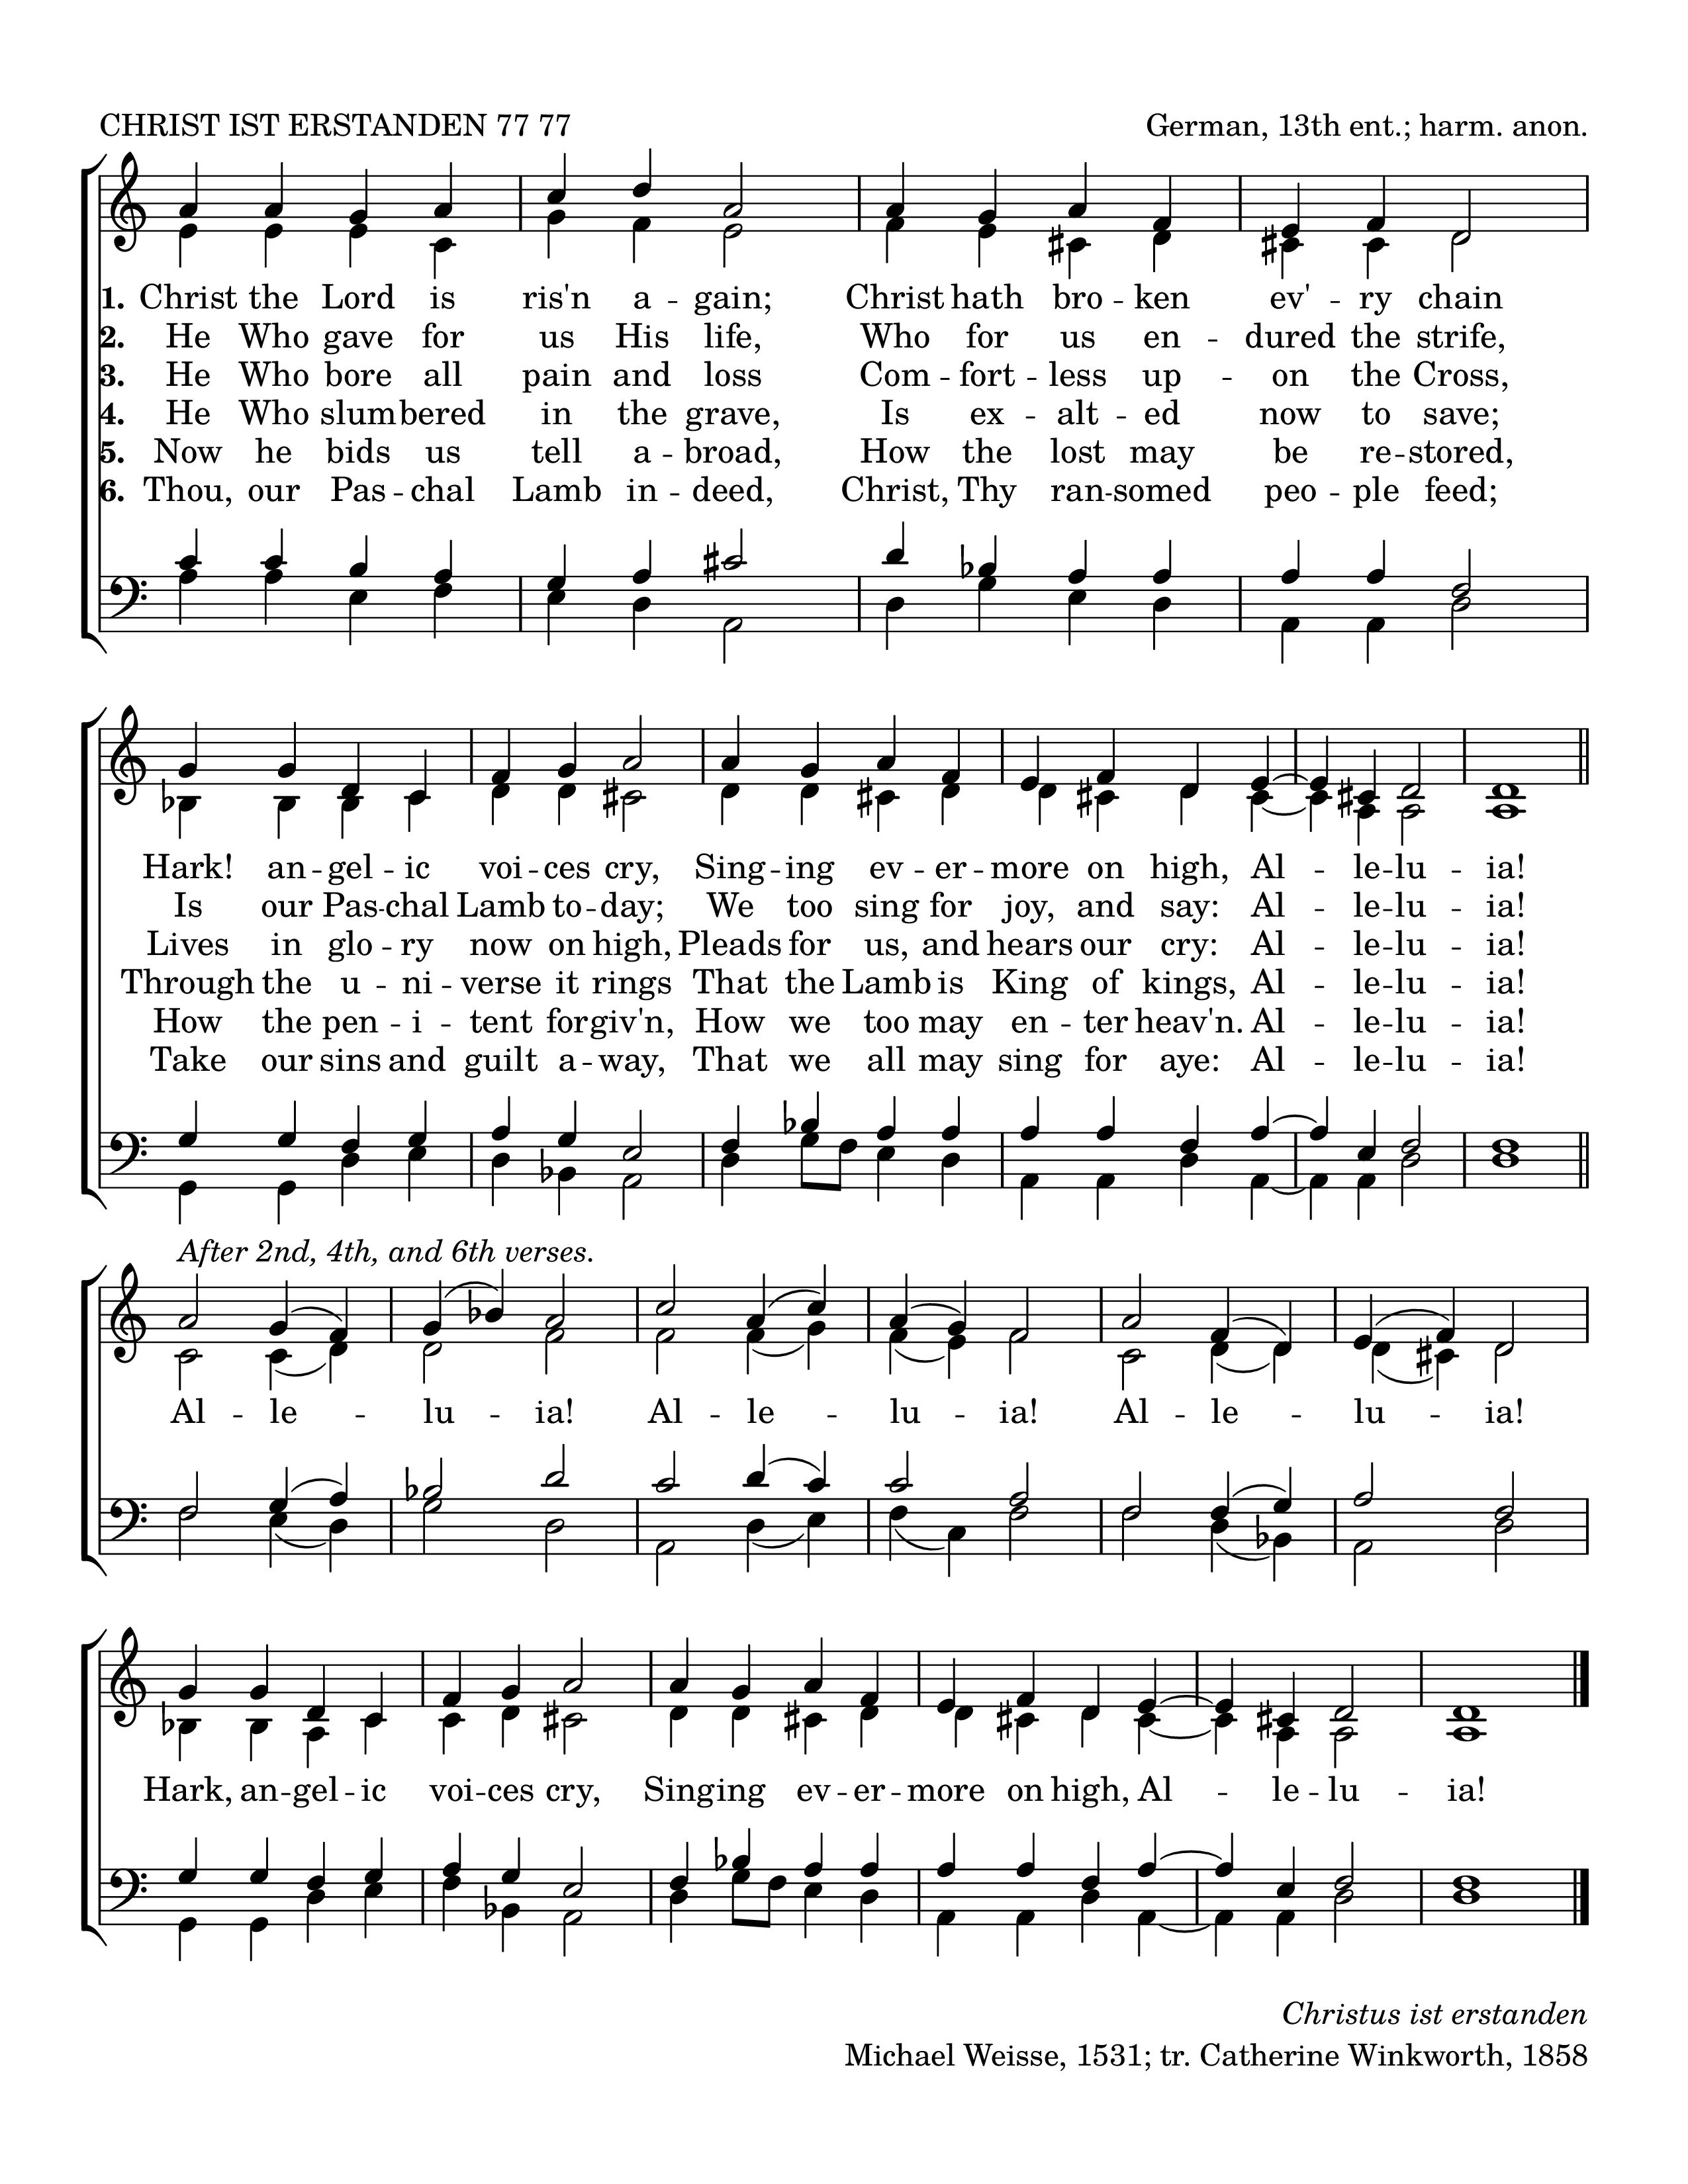 CHRIST IST ERSTANDEN 77 77
German, 13th ent.; harm. anon.
1. Christ the Lord is ris'n a -- gain; Christ hath bro -- ken ev' -- ry chain
2. He Who gave for us His life, Who for us en -- dured the strife,
3. He Who bore all pain and loss Com -- fort -- less up -- on the Cross,
4. He Who slumbered in the grave, Is ex -- alt -- ed now to save;
5. Now he bids us tell a -- broad, How the lost may be re -- stored,
6. Thou, our Pas -- chal Lamb in -- deed, Christ, Thy ran -- somed peo -- ple feed;
Hark! an -- gel -- ic voi -- ces cry, Sing -- ing ev -- er -- more on high, Al -- le -- lu -- ia!
Is our Pas -- chal Lamb to -- day; We too sing for joy, and say: Al -- le -- lu -- ia!
Lives in glo -- ry now on high, Pleads for us, and hears our cry: Al -- le -- lu -- ia!
Through the u -- ni -- verse it rings That the Lamb is King of kings, Al -- le -- lu -- ia!
How the pen -- i -- tent forgiv'n, How we too may en -- ter heav'n. Al -- le -- lu -- ia!
Take our sins and guilt a -- way, That we all may sing for aye: Al -- le -- lu -- ia!
After 2nd, 4th, and 6th verses.
Al -- le -- lu -- ia! Al -- le -- lu -- ia! Al -- le -- lu -- ia!
Hark, an -- gel -- ic voi -- ces cry, Singing ev -- er -- more on high, Al -- le -- lu -- ia!
Christus ist erstanden
Michael Weisse, 1531; tr. Catherine Winkworth, 1858